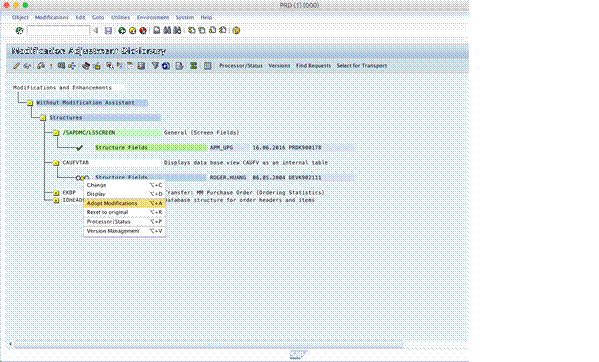 PRD (1) (000)
Object Modifications Edit Goto Utilities Environment System Help
Modification Adjustment Dictionary
Processor/Status Versions Find Requests Select for Transport
Modifications and Enhancements
Without Modification Assistant
Structures
/SAPDMC/LSSCREEN General (Screen Fields)
Structure Fields APM_UPG 16.06.2016 PRDK900178
CAUFVTAB Displays data base view CAUFV as an internal table
Structure Fields ROGER.HUANG 06.05.2004 DEVK902111
Change ⌥+C
Display ⌥+D
EKBP Transfer: MM Purchase Order (Ordering Statistics)
Adopt Modifications ⌥+A
IOHEAD Database structure for order headers and items
Reset to original ⌥+R
Processor/Status ⌥+P
Version Management ⌥+V
SAP